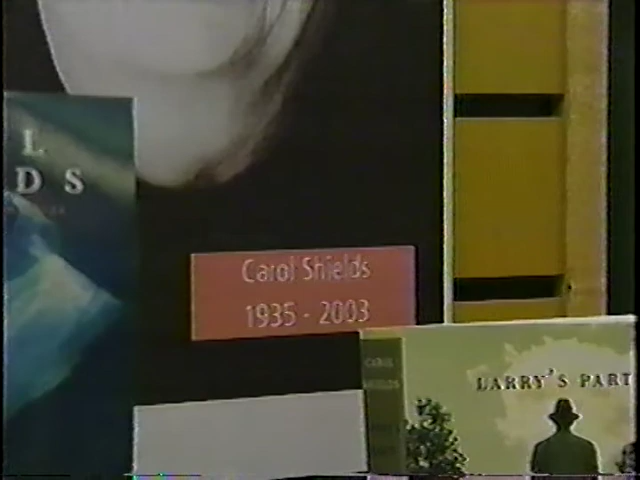 L
DS
Carol Shields
1935 - 2003
CAROL
SHIELDS
LARRY'S PART